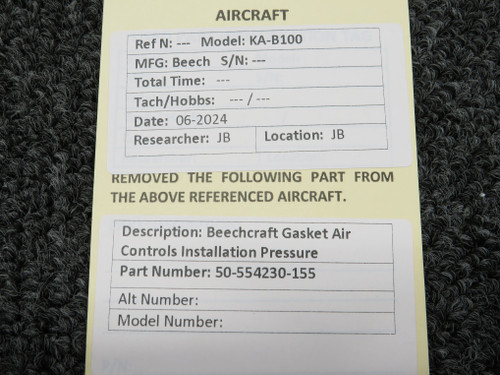 AIRCRAFT
Ref N: --- Model: KA-B100
MFG: Beech S/N: ---
Total Time: ---
Tach/Hobbs: --- / ---
Date: 06-2024
Researcher: JB Location: JB
REMOVED THE FOLLOWING PART FROM
THE ABOVE REFERENCED AIRCRAFT.
Description: Beechcraft Gasket Air
Controls Installation Pressure
Part Number: 50-554230-155
Alt Number:
Model Number: